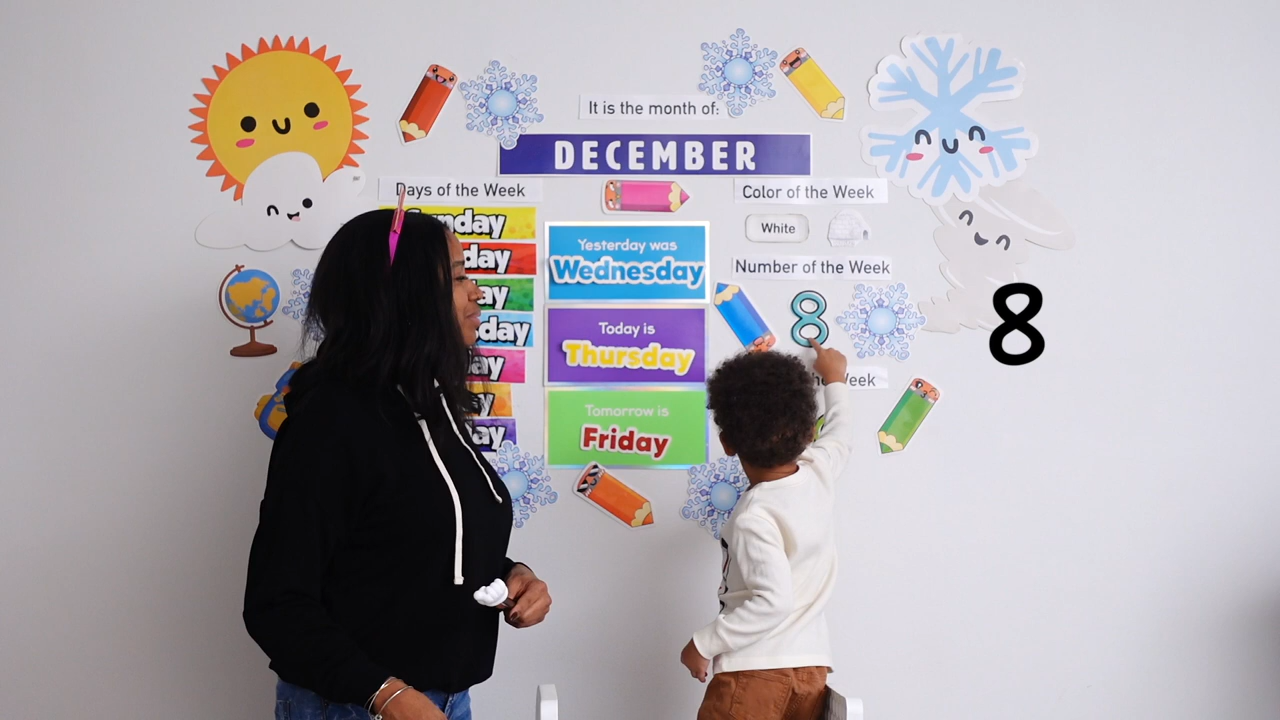 It is the month of:
DECEMBER
Days of the Week
Color of the Week
White
Number of the Week
8
8
Week
Yesterday was
Wednesday
Today is
Thursday
Tomorrow is
Friday